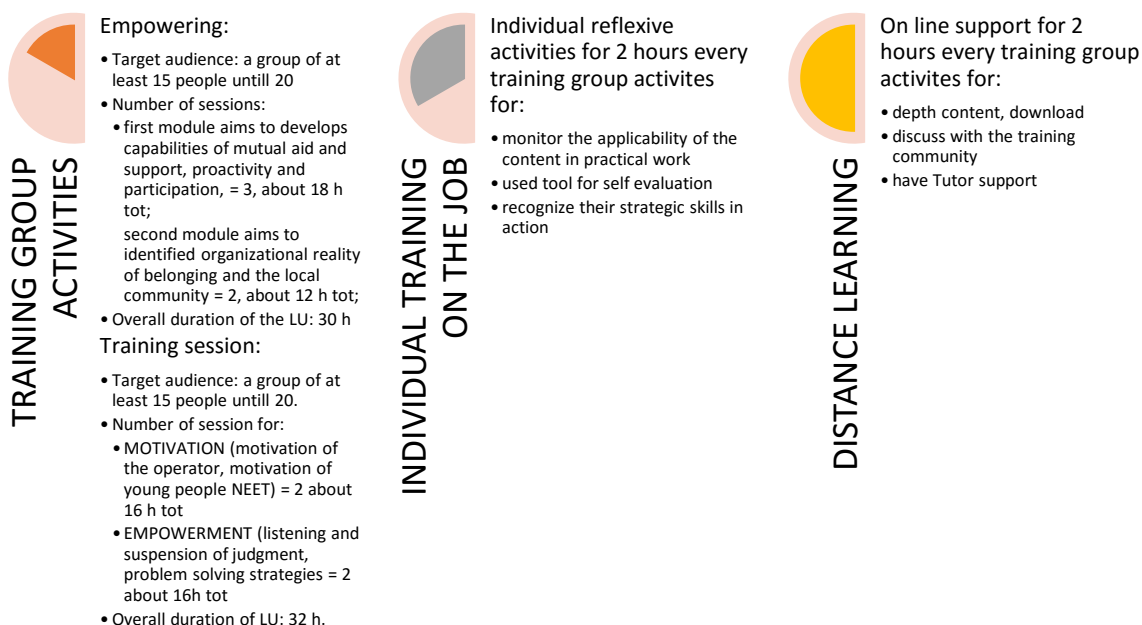 TRAINING GROUP
ACTIVITIES
Empowering:
• Target audience: a group of at
least 15 people untill 20
• Number of sessions:
• first module aims to develops
capabilities of mutual aid and
support, proactivity and
participation, = 3, about 18 h
tot;
second module aims to
identified organizational reality
of belonging and the local
community = 2, about 12 h tot;
• Overall duration of the LU: 30 h
Training session:
• Target audience: a group of at
least 15 people untill 20.
• Number of session for:
• MOTIVATION (motivation of
the operator, motivation of
young people NEET) = 2 about
16 h tot
• EMPOWERMENT (listening and
suspension of judgment,
problem solving strategies = 2
about 16h tot
• Overall duration of LU: 32 h.
INDIVIDUAL TRAINING
ON THE JOB
Individual reflexive
activities for 2 hours every
training group activites
for:
• monitor the applicability of the
content in practical work
• used tool for self evaluation
• recognize their strategic skills in
action
DISTANCE LEARNING
On line support for 2
hours every training group
activites for:
• depth content, download
• discuss with the training
community
• have Tutor support